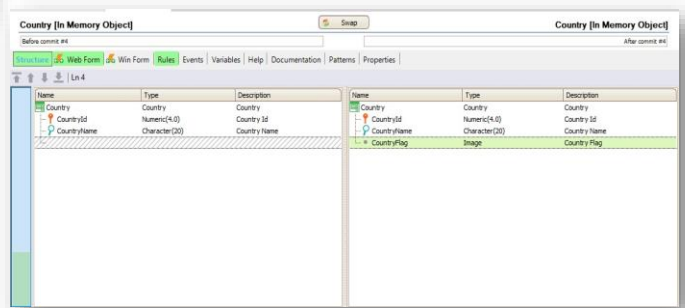 Country [In Memory Object] Swap Country [In Memory Object]
Before commit #4 After commit #4
Structure Web Form Win Form Rules Events Variables Help Documentation Patterns Properties
Ln 4
Name Type Description Name Type Description
Country Country Country Country Country Country
CountryId Numeric(4.0) Country Id CountryId Numeric(4.0) Country Id
CountryName Character(20) Country Name CountryName Character(20) Country Name
CountryFlag Image Country Flag